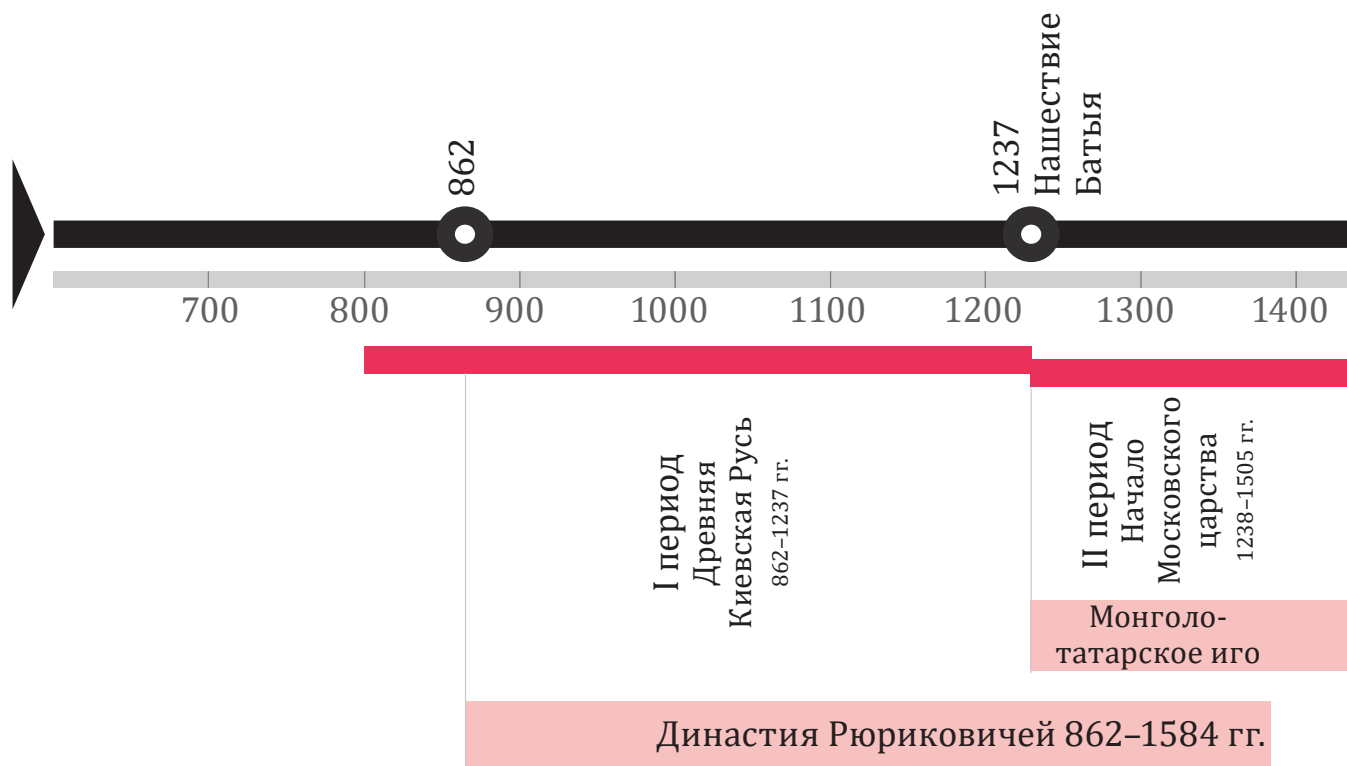 862
1237
Нашествие
Батыя
700
800
900
1000
1100
1200
1300
1400
I период
Древняя
Киевская Русь
862–1237 гг.
II период
Начало
Московского
царства
1238–1505 гг.
Монголо-
татарское иго
Династия Рюриковичей 862–1584 гг.